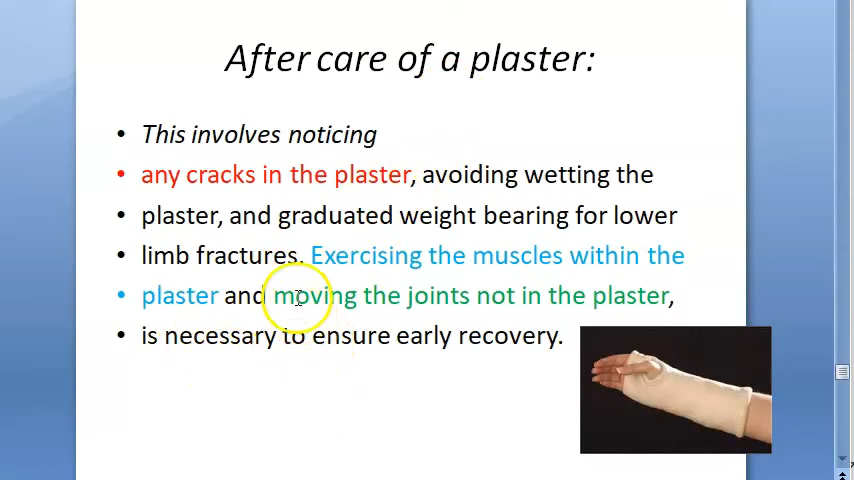 After care of a plaster:
• This involves noticing
• any cracks in the plaster, avoiding wetting the
• plaster, and graduated weight bearing for lower
• limb fractures. Exercising the muscles within the
• plaster and moving the joints not in the plaster,
• is necessary to ensure early recovery.